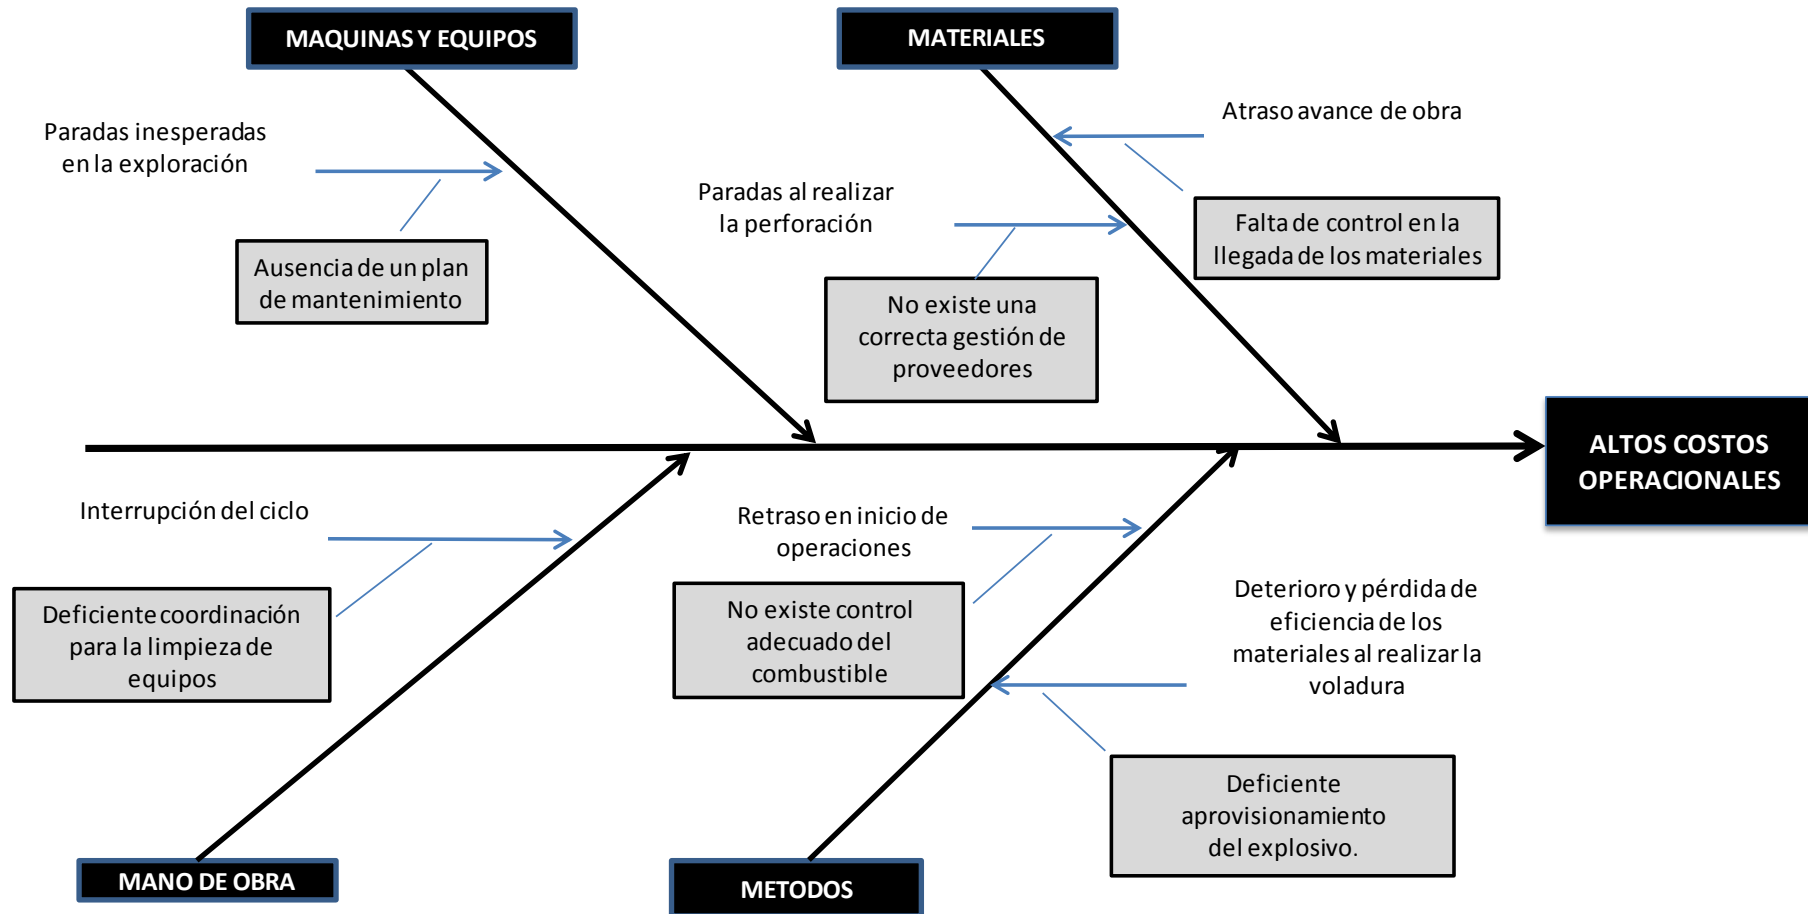 MAQUINAS Y EQUIPOS
MATERIALES
Paradas inesperadas
en la exploración
Atraso avance de obra
Paradas al realizar
la perforación
Falta de control en la
llegada de los materiales
Ausencia de un plan
de mantenimiento
No existe una
correcta gestión de
proveedores
ALTOS COSTOS
OPERACIONALES
Interrupción del ciclo
Retraso en inicio de
operaciones
Deficiente coordinación
para la limpieza de
equipos
No existe control
adecuado del
combustible
Deterioro y pérdida de
eficiencia de los
materiales al realizar la
voladura
Deficiente
aprovisionamiento
del explosivo.
MANO DE OBRA
METODOS